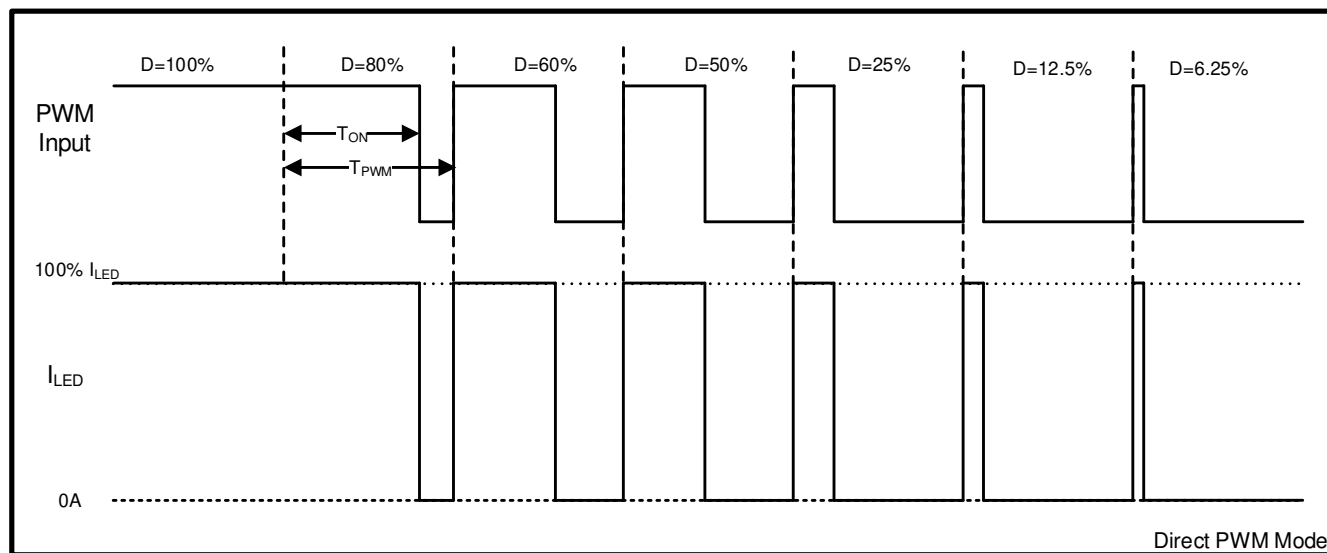 D=100%
D=80%
D=60%
D=50%
D=25%
D=12.5%
D=6.25%
PWM
Input
TON
TPWM
100% ILED
ILED
0A
Direct PWM Mode